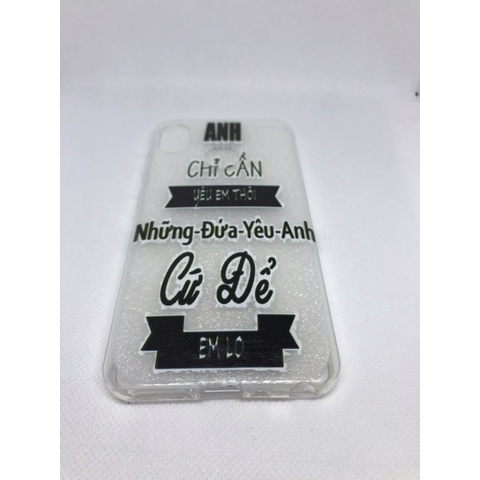 ANH
CHỈ CẦN
YÊU EM THÔI
Những-Đứa-Yêu-Anh
Cứ Để
EM LO